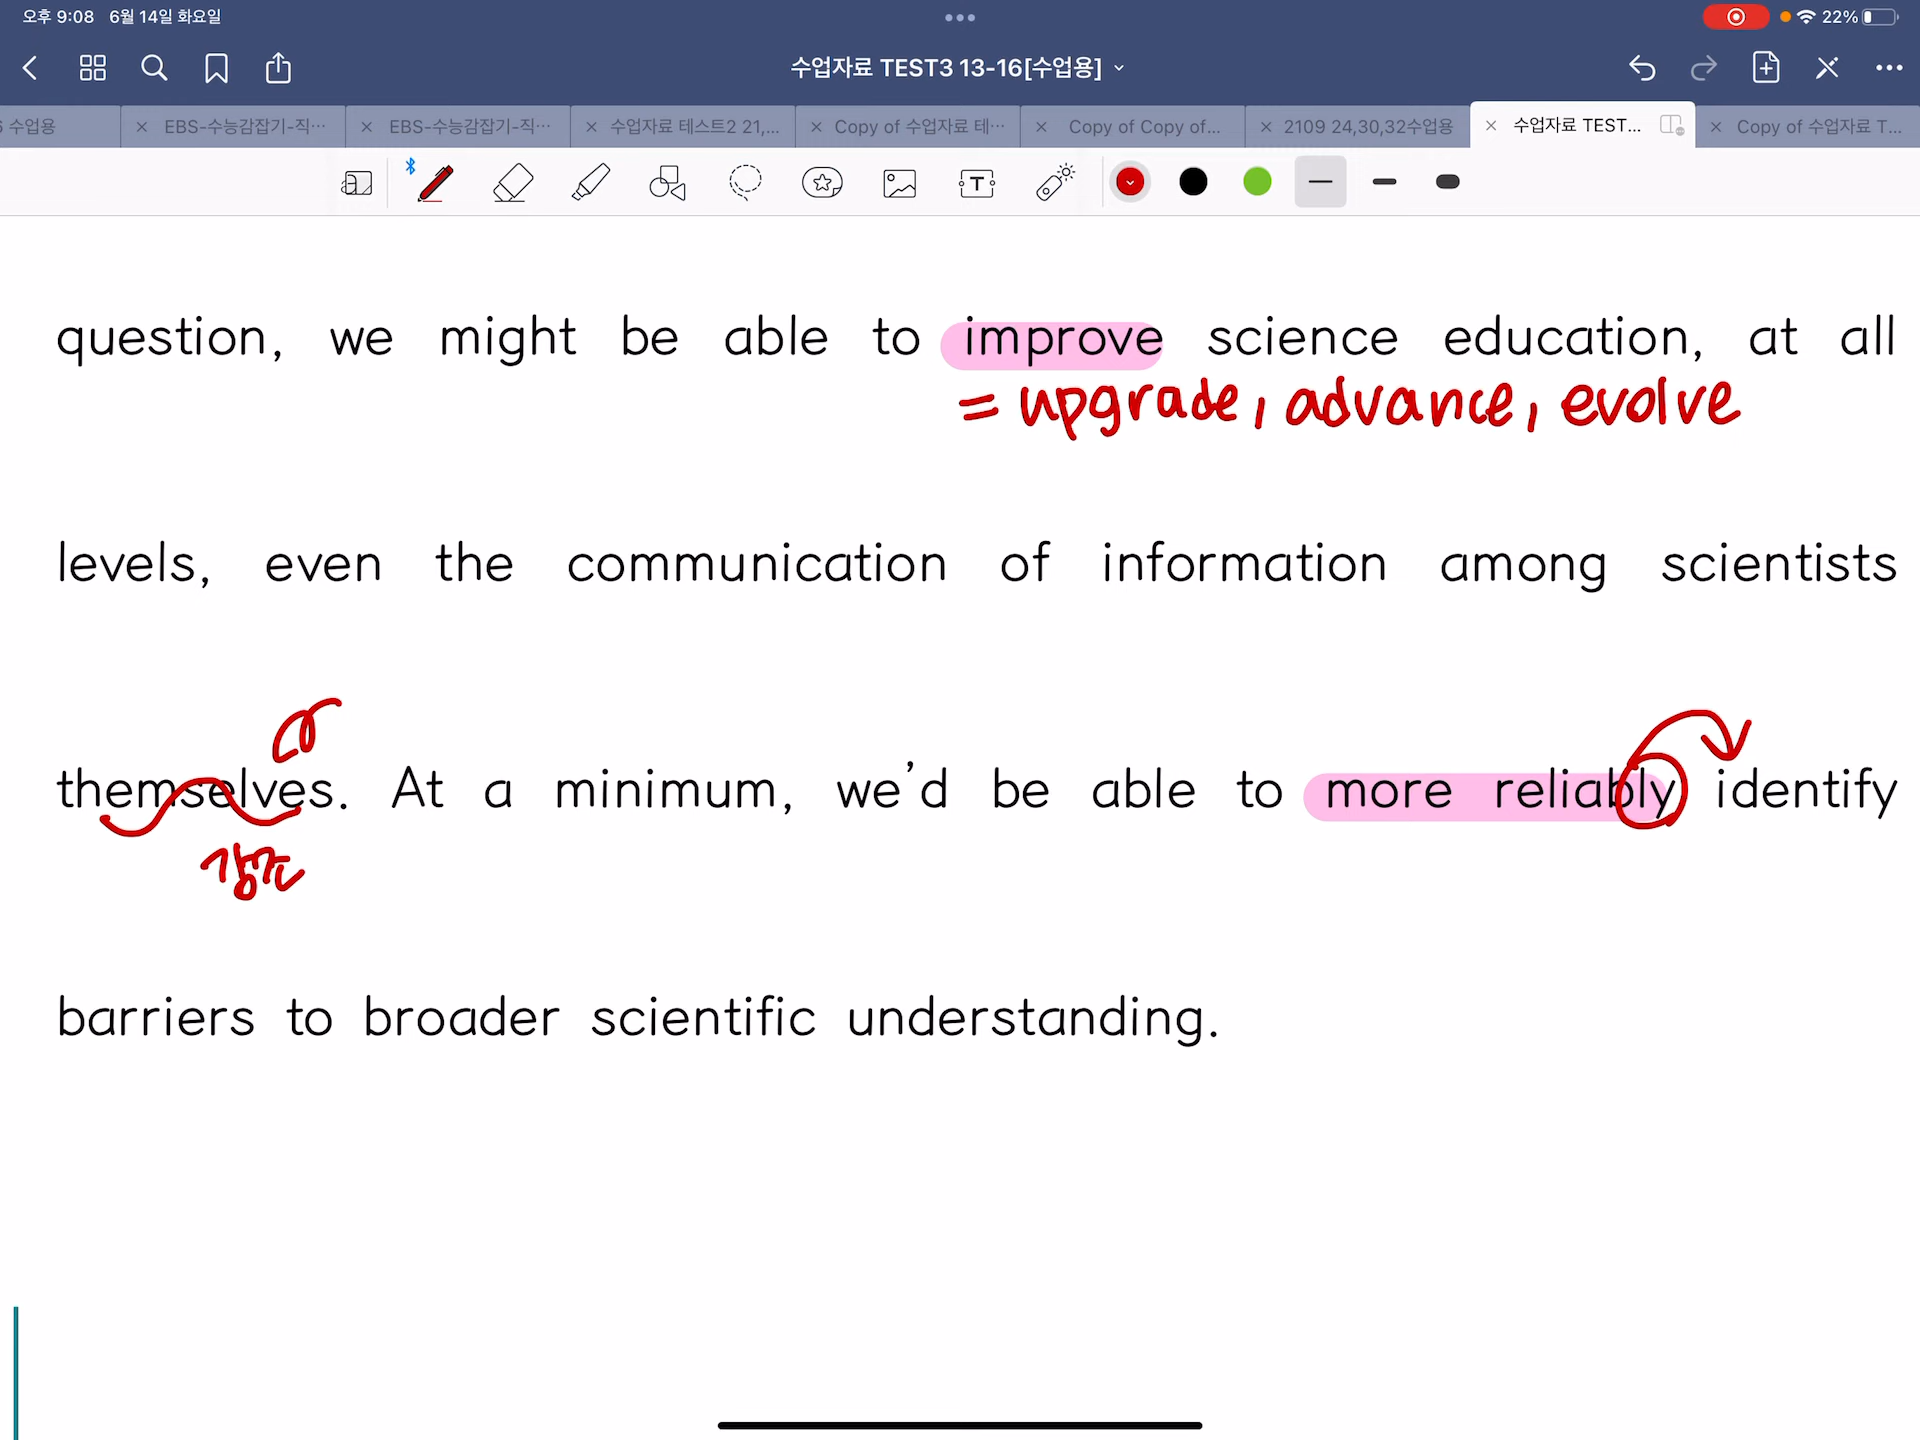 오후 9:08 6월 14일 화요일
22%
수업자료 TEST3 13-16[수업용]
수업용
EBS-수능감잡기-직…
EBS-수능감잡기-직…
수업자료 테스트2 21,...
Copy of 수업자료 테…
Copy of Copy of...
2109 24,30,32수업용
수업자료 TEST...
Copy of 수업자료 T...
question, we might be able to improve science education, at all
= upgrade, advance, evolve
levels, even the communication of information among scientists
themselves. At a minimum, we’d be able to more reliably identify
강조
barriers to broader scientific understanding.